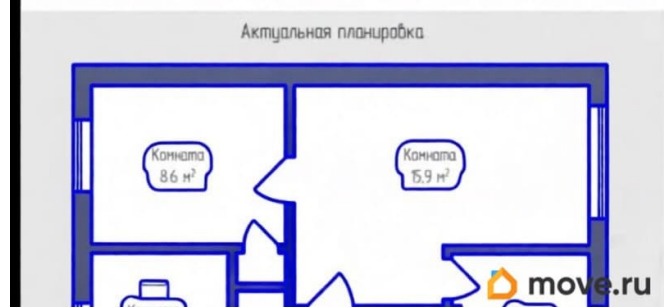 Актуальная планировка
Комната
8.6 м²
Комната
15,9 м²
move.ru